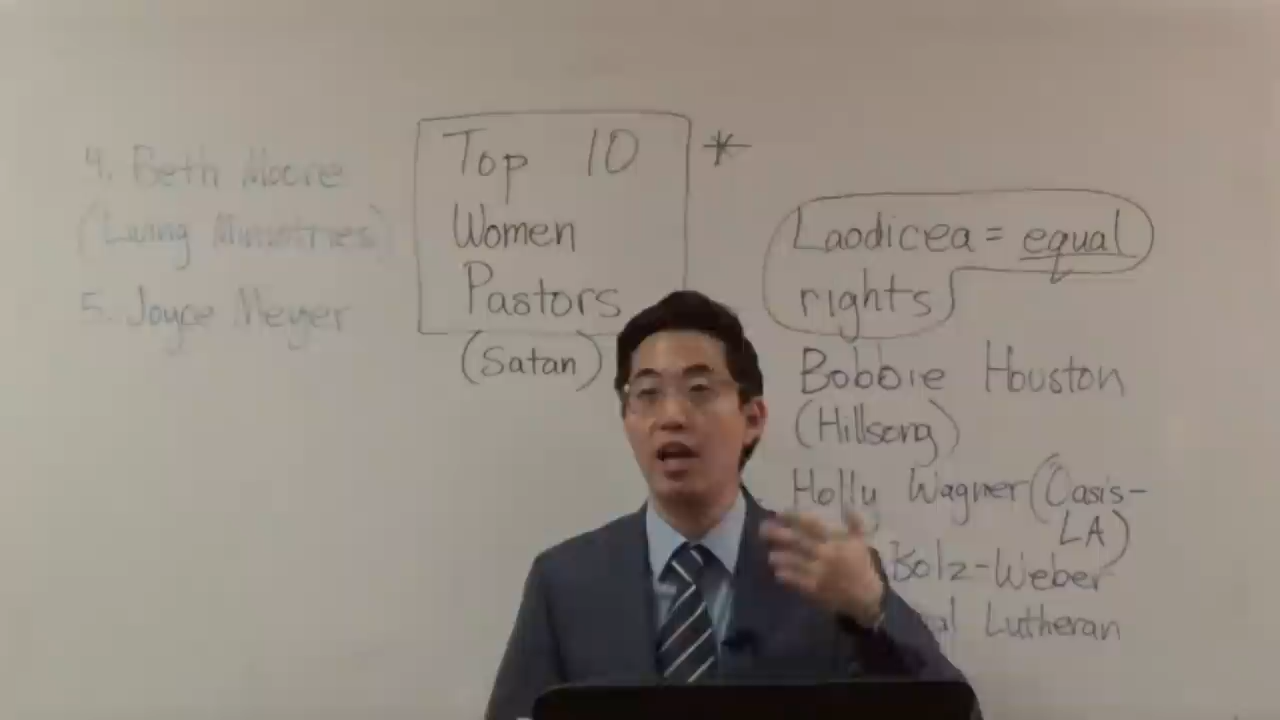 4. Beth Moore
(Living Ministries)
5. Joyce Meyer
Top 10 *
Women
Pastors
(Satan)
Laodicea = equal
rights
Bobbie Houston
(Hillsong)
Holly Wagner (Oasis-
LA)
Bolz-Weber
Lutheran